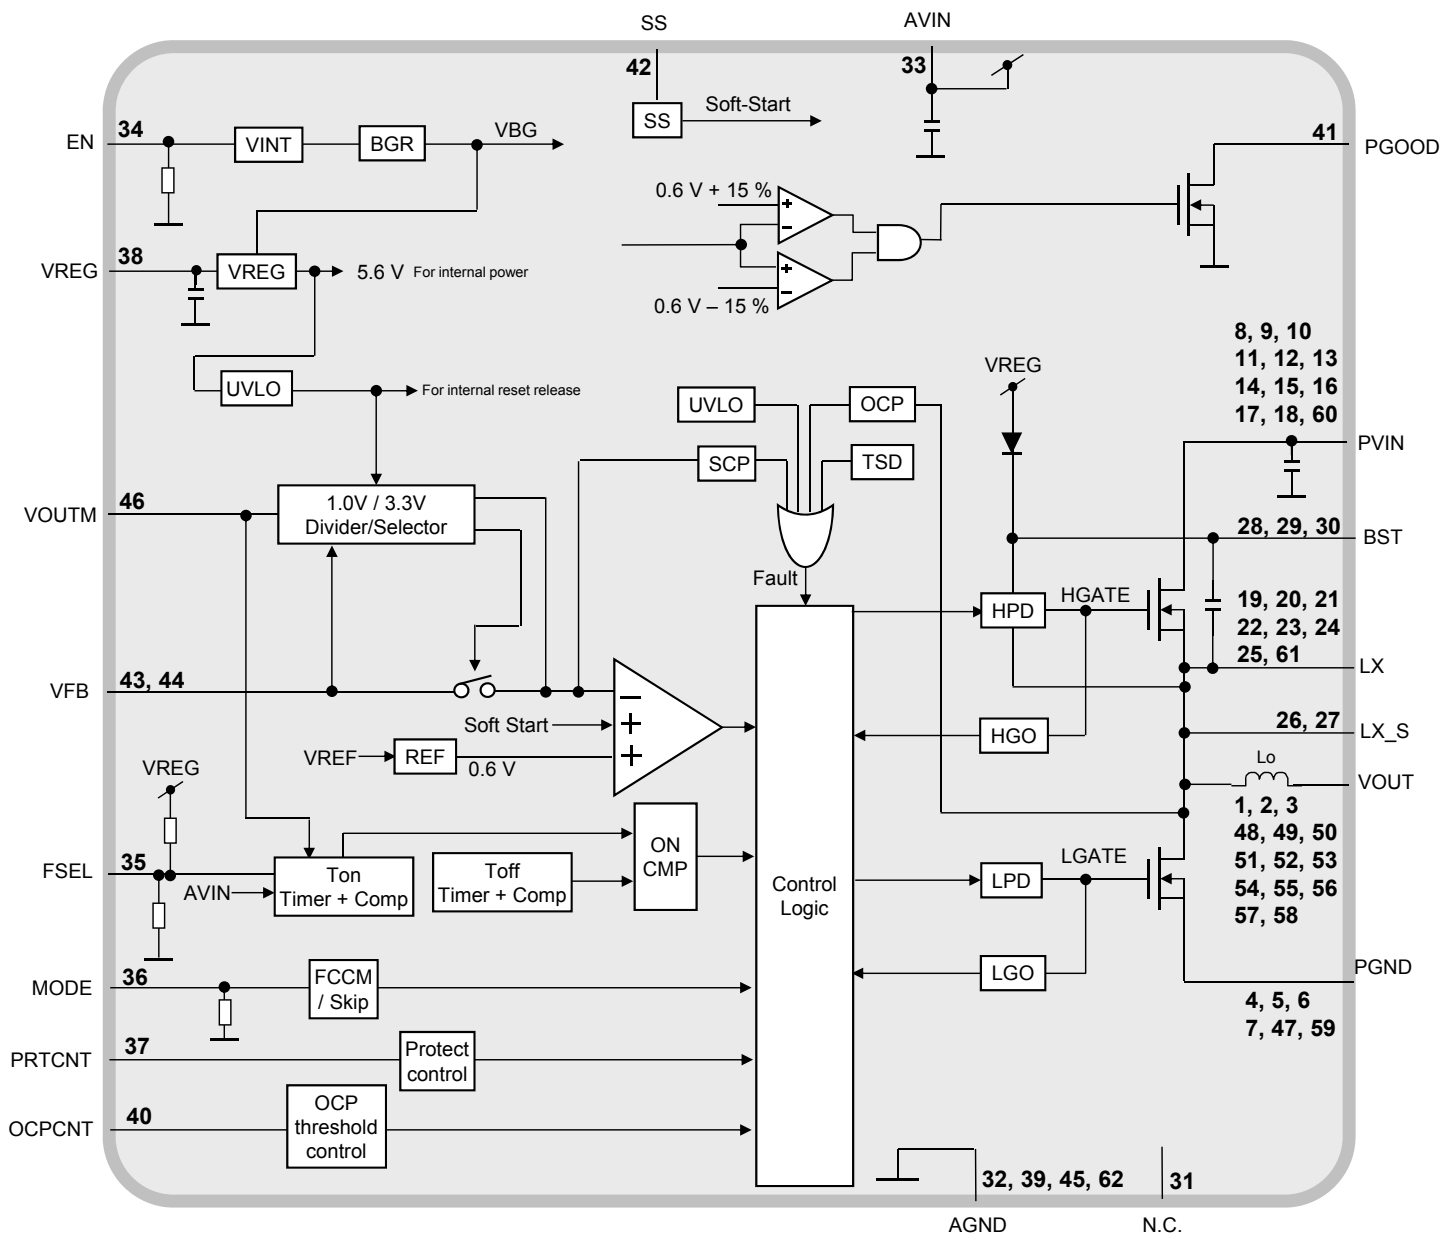 SS
AVIN
42
33
SS
Soft-Start
EN
34
VINT
BGR
VBG
41
PGOOD
0.6 V + 15 %
+
−
VREG
38
VREG
5.6 V For internal power
+
−
0.6 V – 15 %
8, 9, 10
11, 12, 13
14, 15, 16
17, 18, 60
PVIN
UVLO
For internal reset release
UVLO
OCP
VREG
SCP
TSD
VOUTM
46
1.0V / 3.3V
Divider/Selector
28, 29, 30
BST
Fault
HPD
HGATE
19, 20, 21
22, 23, 24
25, 61
LX
VFB
43, 44
−
Soft Start
+
VREF
REF
0.6 V
+
HGO
26, 27
LX_S
Lo
VOUT
1, 2, 3
48, 49, 50
51, 52, 53
54, 55, 56
57, 58
VREG
FSEL
35
AVIN
Ton
Timer + Comp
Toff
Timer + Comp
ON
CMP
Control
Logic
LPD
LGATE
LGO
PGND
4, 5, 6
7, 47, 59
MODE
36
FCCM
/ Skip
PRTCNT
37
Protect
control
OCPCNT
40
OCP
threshold
control
32, 39, 45, 62
31
AGND
N.C.